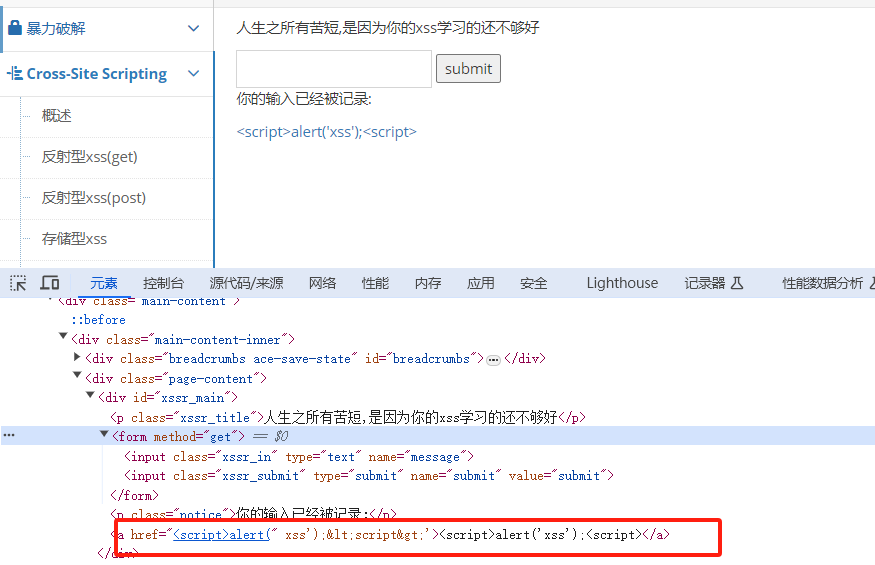 暴力破解
Cross-Site Scripting
概述
反射型xss(get)
反射型xss(post)
存储型xss
人生之所有苦短,是因为你的xss学习的还不够好
submit
你的输入已经被记录:
<script>alert('xss');<script>
元素 控制台 源代码/来源 网络 性能 内存 应用 安全 Lighthouse 记录器 性能数据分析
<div class="main-content">
::before
<div class="main-content-inner">
<div class="breadcrumbs ace-save-state" id="breadcrumbs"> … </div>
<div class="page-content">
<div id="xssr_main">
<p class="xssr_title">人生之所有苦短,是因为你的xss学习的还不够好</p>
<form method="get"> == $0
<input class="xssr_in" type="text" name="message">
<input class="xssr_submit" type="submit" name="submit" value="submit">
</form>
<p class="notice">你的输入已经被记录:</p>
<a href="<script>alert(" xss');&lt;script&gt;'><script>alert('xss');<script></a>
</div>